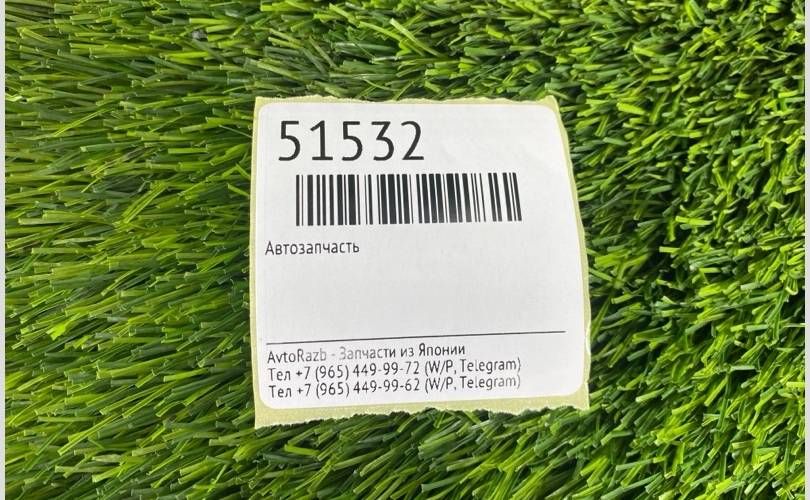 51532
Автозапчасть
AvtoRazb - Запчасти из Японии
Тел +7 (965) 449-99-72 (W/P, Telegram)
Тел +7 (965) 449-99-62 (W/P, Telegram)